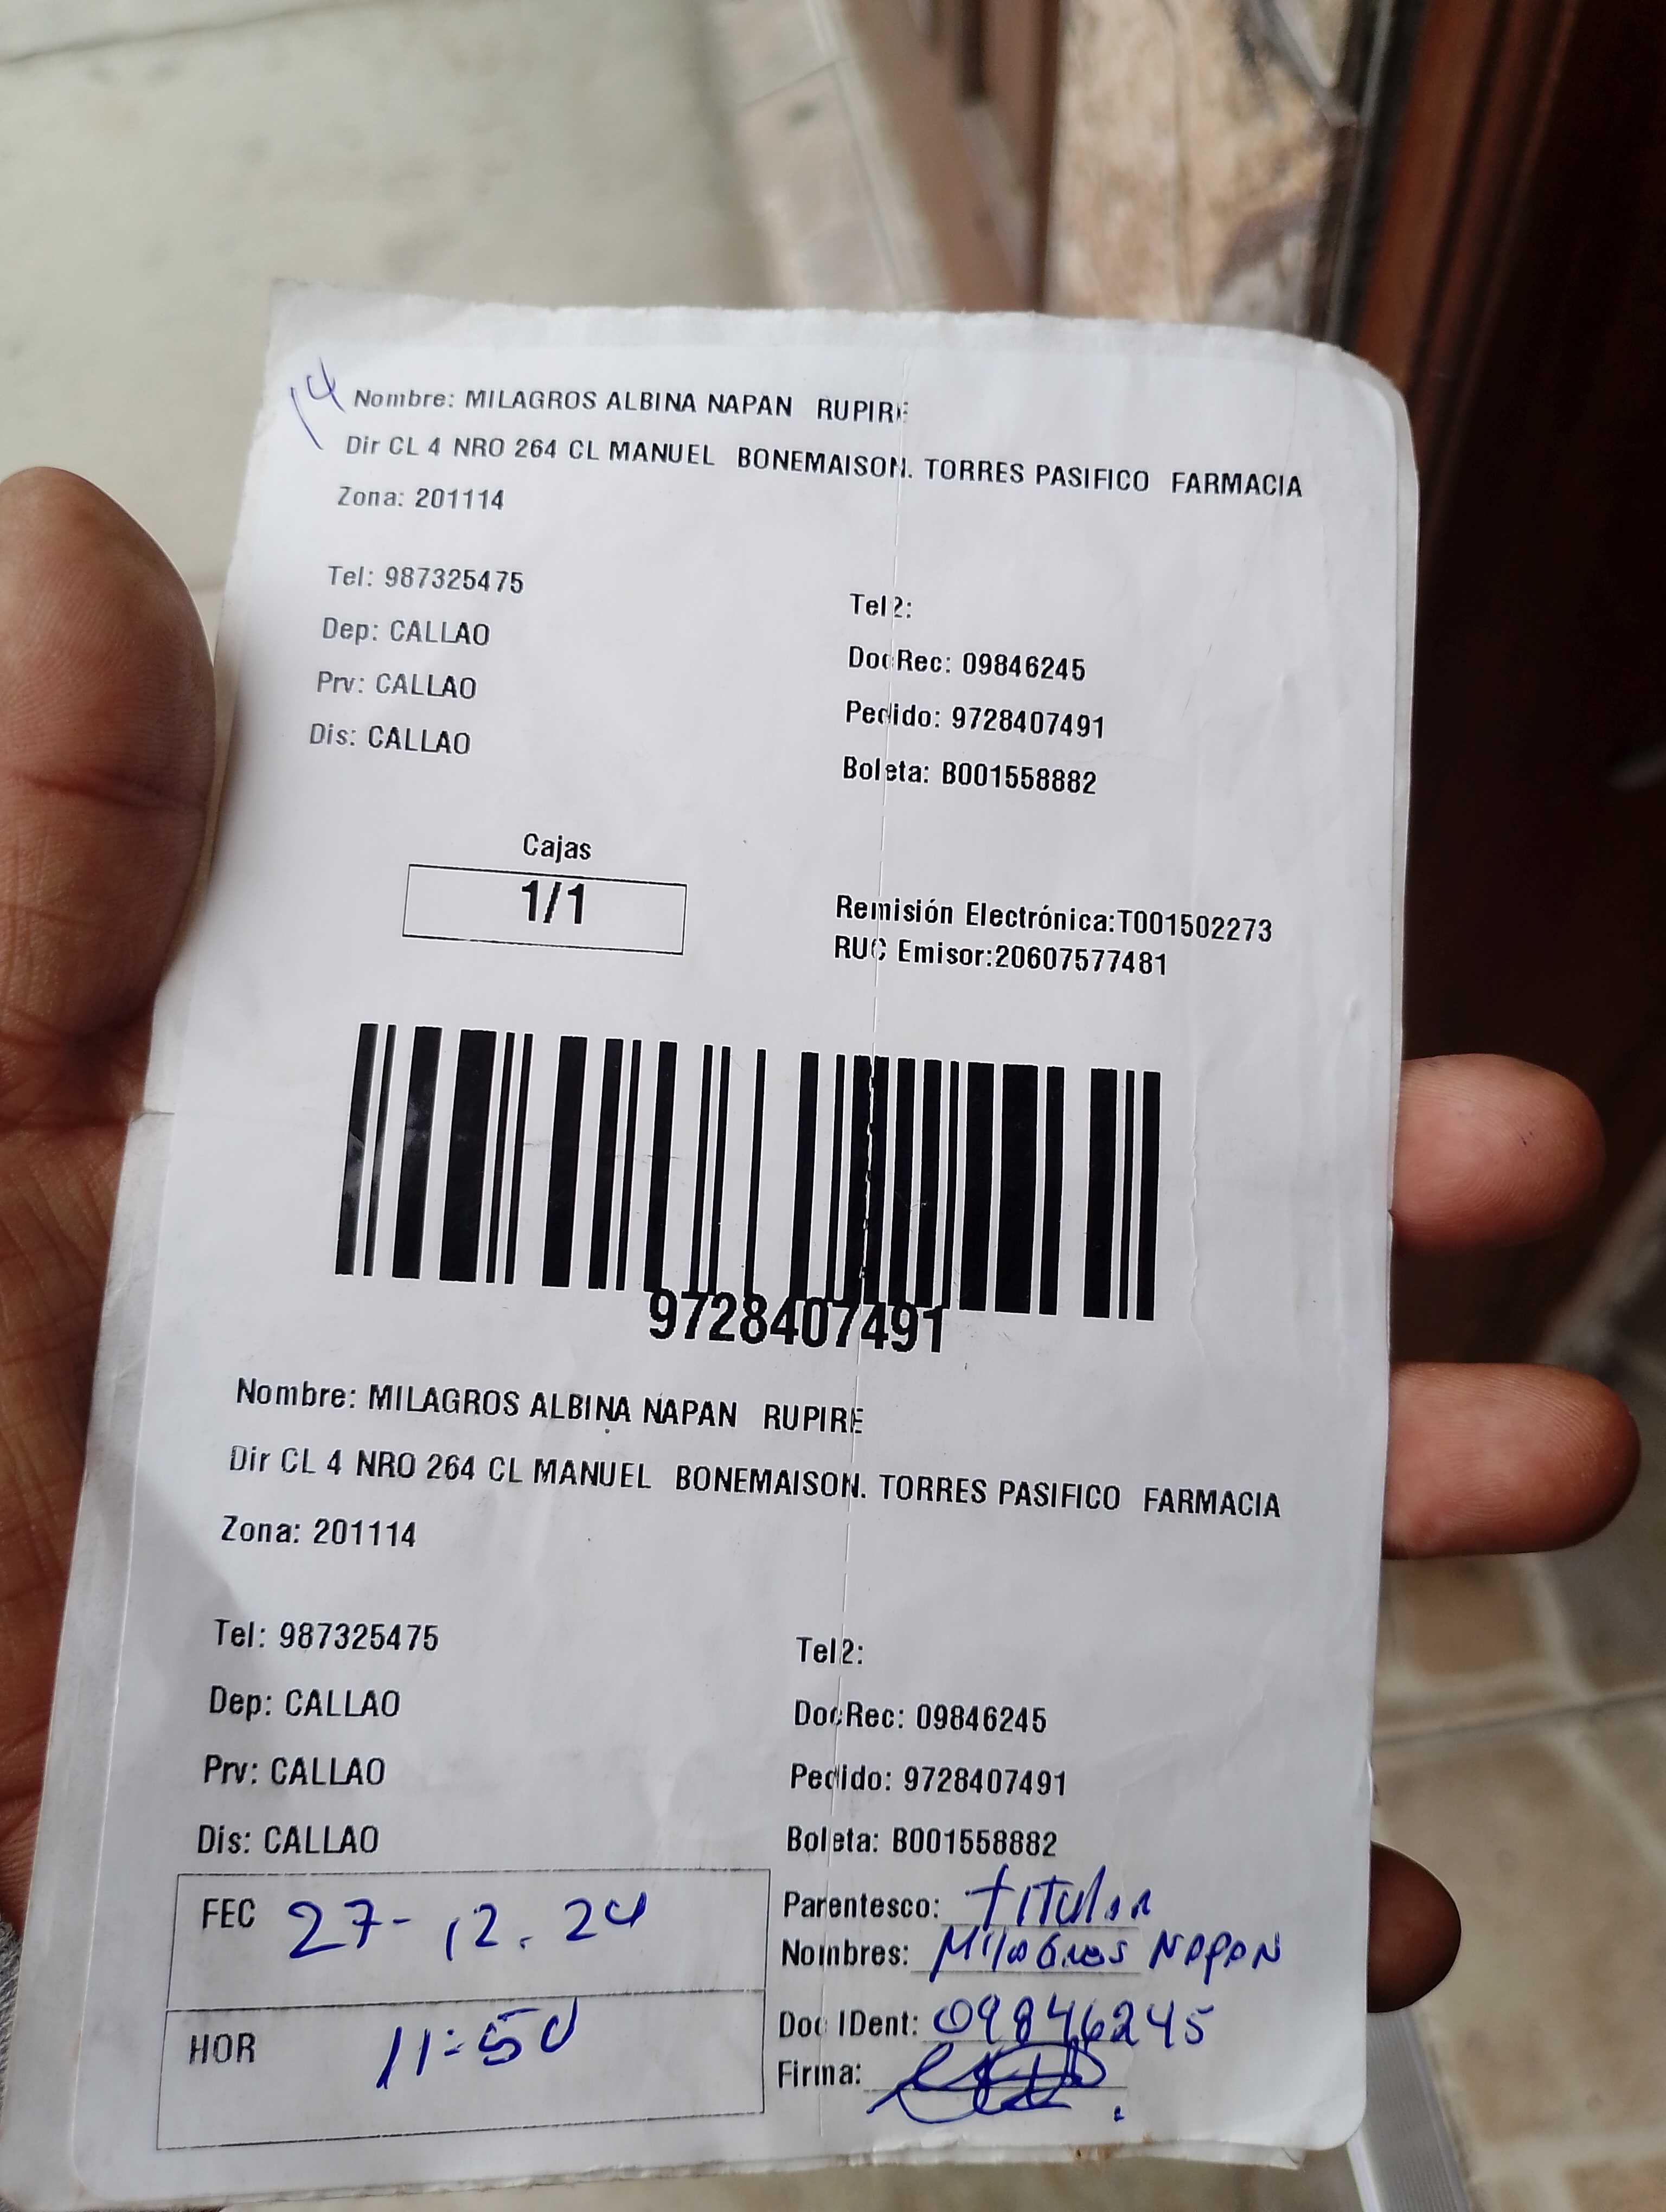 14
Nombre: MILAGROS ALBINA NAPAN RUPIRE
Dir CL 4 NRO 264 CL MANUEL BONEMAISON. TORRES PASIFICO FARMACIA
Zona: 201114
Tel: 987325475
Tel2:
Dep: CALLAO
DocRec: 09846245
Prv: CALLAO
Pedido: 9728407491
Dis: CALLAO
Boleta: B001558882
Cajas
1/1
Remisión Electrónica:T001502273
RUC Emisor:20607577481
9728407491
Nombre: MILAGROS ALBINA NAPAN RUPIRE
Dir CL 4 NRO 264 CL MANUEL BONEMAISON. TORRES PASIFICO FARMACIA
Zona: 201114
Tel: 987325475
Tel2:
Dep: CALLAO
DocRec: 09846245
Prv: CALLAO
Pedido: 9728407491
Dis: CALLAO
Boleta: B001558882
FEC 27-12.24
Parentesco: titular
Nombres: Milagros NAPAN
HOR 11:50
Doc IDent: 09846245
Firma: